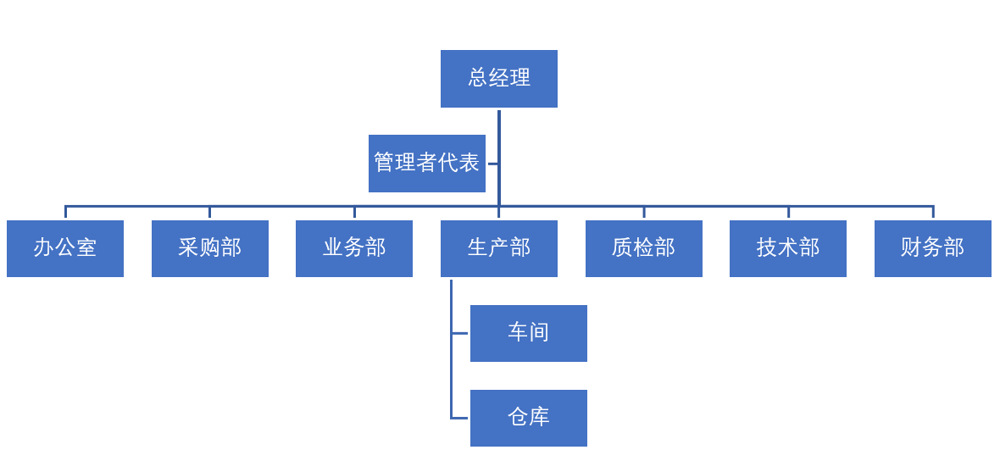 总经理
管理者代表
办公室
采购部
业务部
生产部
质检部
技术部
财务部
车间
仓库